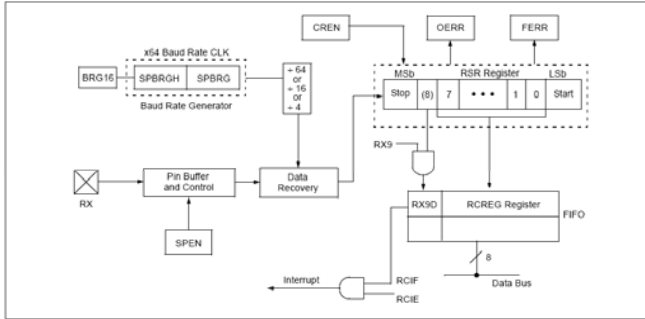 CREN
OERR
FERR
x64 Baud Rate CLK
BRG16
SPBRGH
SPBRG
Baud Rate Generator
÷ 64
or
÷ 16
or
÷ 4
MSb
RSR Register
LSb
Stop
(8)
7
• • •
1
0
Start
RX9
RX
Pin Buffer
and Control
Data
Recovery
SPEN
RX9D
RCREG Register
FIFO
8
Data Bus
Interrupt
RCIF
RCIE